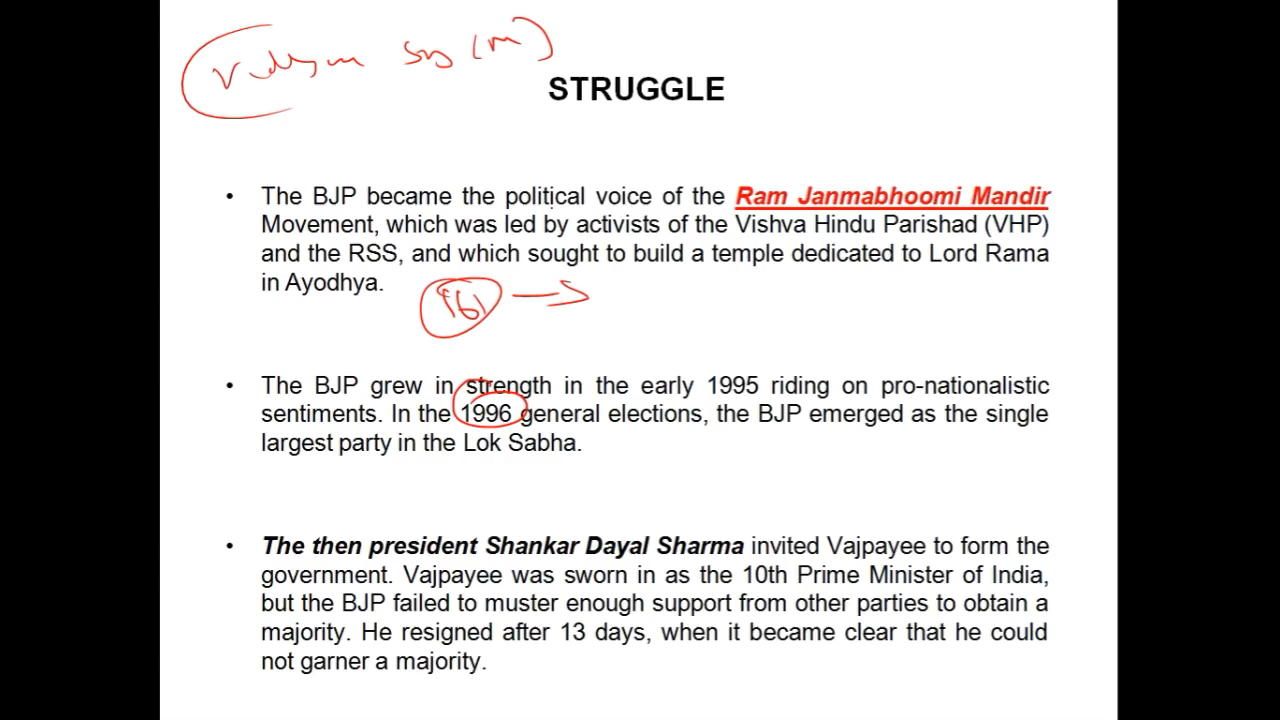 STRUGGLE
• The BJP became the political voice of the Ram Janmabhoomi Mandir
Movement, which was led by activists of the Vishva Hindu Parishad (VHP)
and the RSS, and which sought to build a temple dedicated to Lord Rama
in Ayodhya.
161
• The BJP grew in strength in the early 1995 riding on pro-nationalistic
sentiments. In the 1996 general elections, the BJP emerged as the single
largest party in the Lok Sabha.
• The then president Shankar Dayal Sharma invited Vajpayee to form the
government. Vajpayee was sworn in as the 10th Prime Minister of India,
but the BJP failed to muster enough support from other parties to obtain a
majority. He resigned after 13 days, when it became clear that he could
not garner a majority.